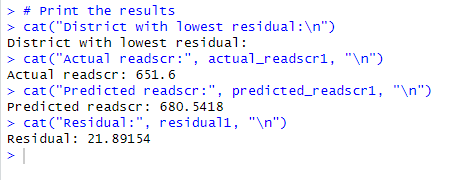 > # Print the results
> cat("District with lowest residual:\n")
District with lowest residual:
> cat("Actual readscr:", actual_readscr1, "\n")
Actual readscr: 651.6
> cat("Predicted readscr:", predicted_readscr1, "\n")
Predicted readscr: 680.5418
> cat("Residual:", residual1, "\n")
Residual: 21.89154
>